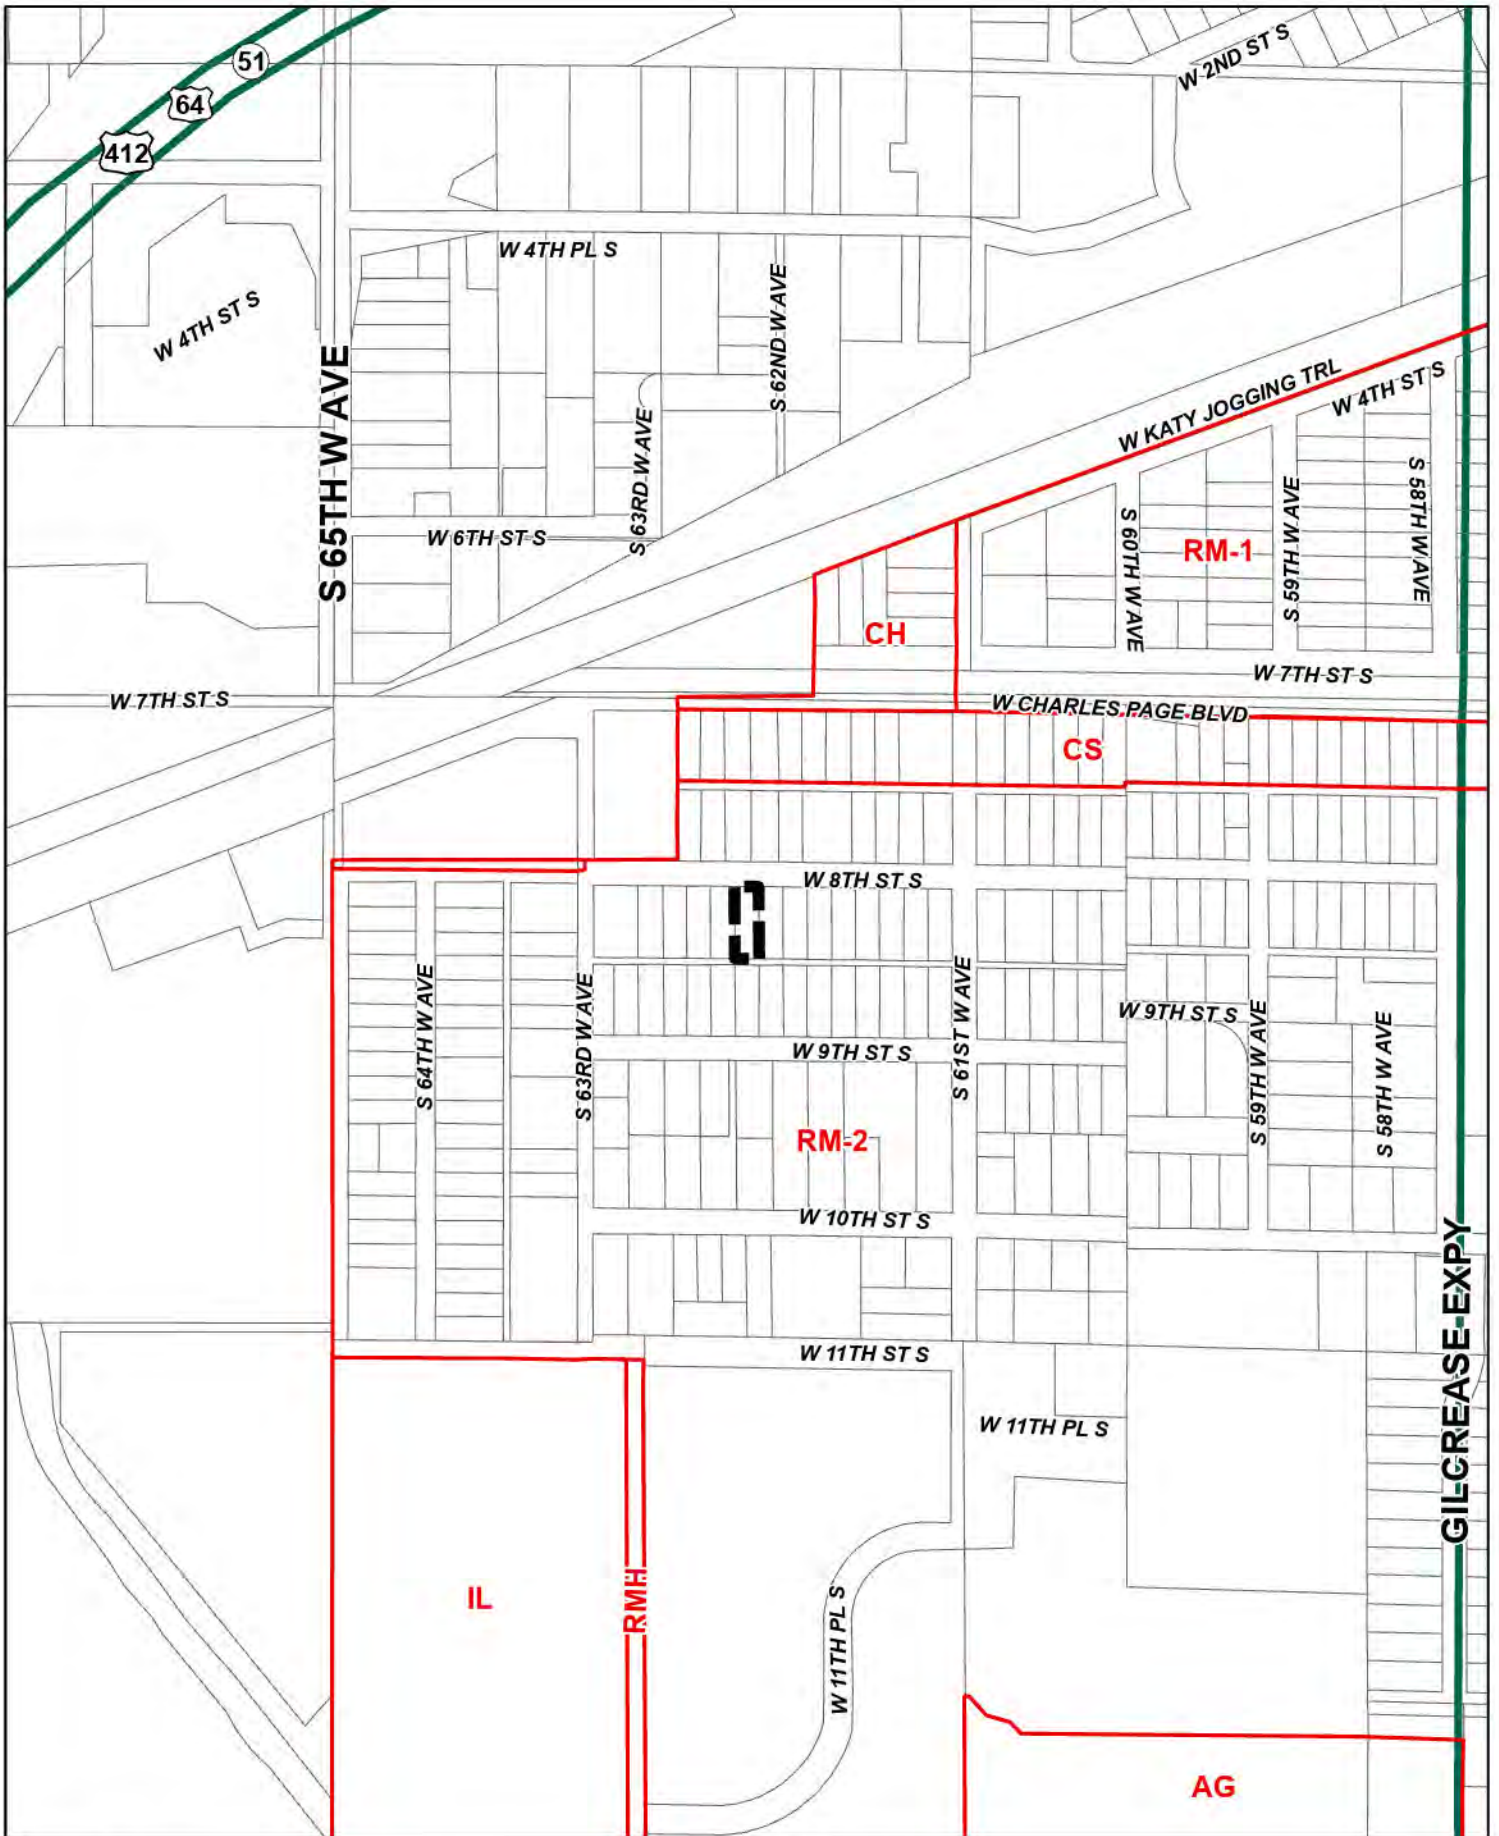 51
W 2ND ST S
64
412
W 4TH PL S
W 4TH ST S
S 62ND W AVE
S 65TH W AVE
W KATY JOGGING TRL
W 4TH ST S
S 63RD W AVE
W 6TH ST S
S 60TH W AVE
RM-1
S 59TH W AVE
S 58TH W AVE
CH
W 7TH ST S
W 7TH ST S
W CHARLES PAGE BLVD
CS
W 8TH ST S
S 64TH W AVE
S 63RD W AVE
S 61ST W AVE
W 9TH ST S
W 9TH ST S
S 59TH W AVE
S 58TH W AVE
RM-2
W 10TH ST S
GILCREASE EXPY
W 11TH ST S
W 11TH PL S
IL
RMH
W 11TH PL S
AG